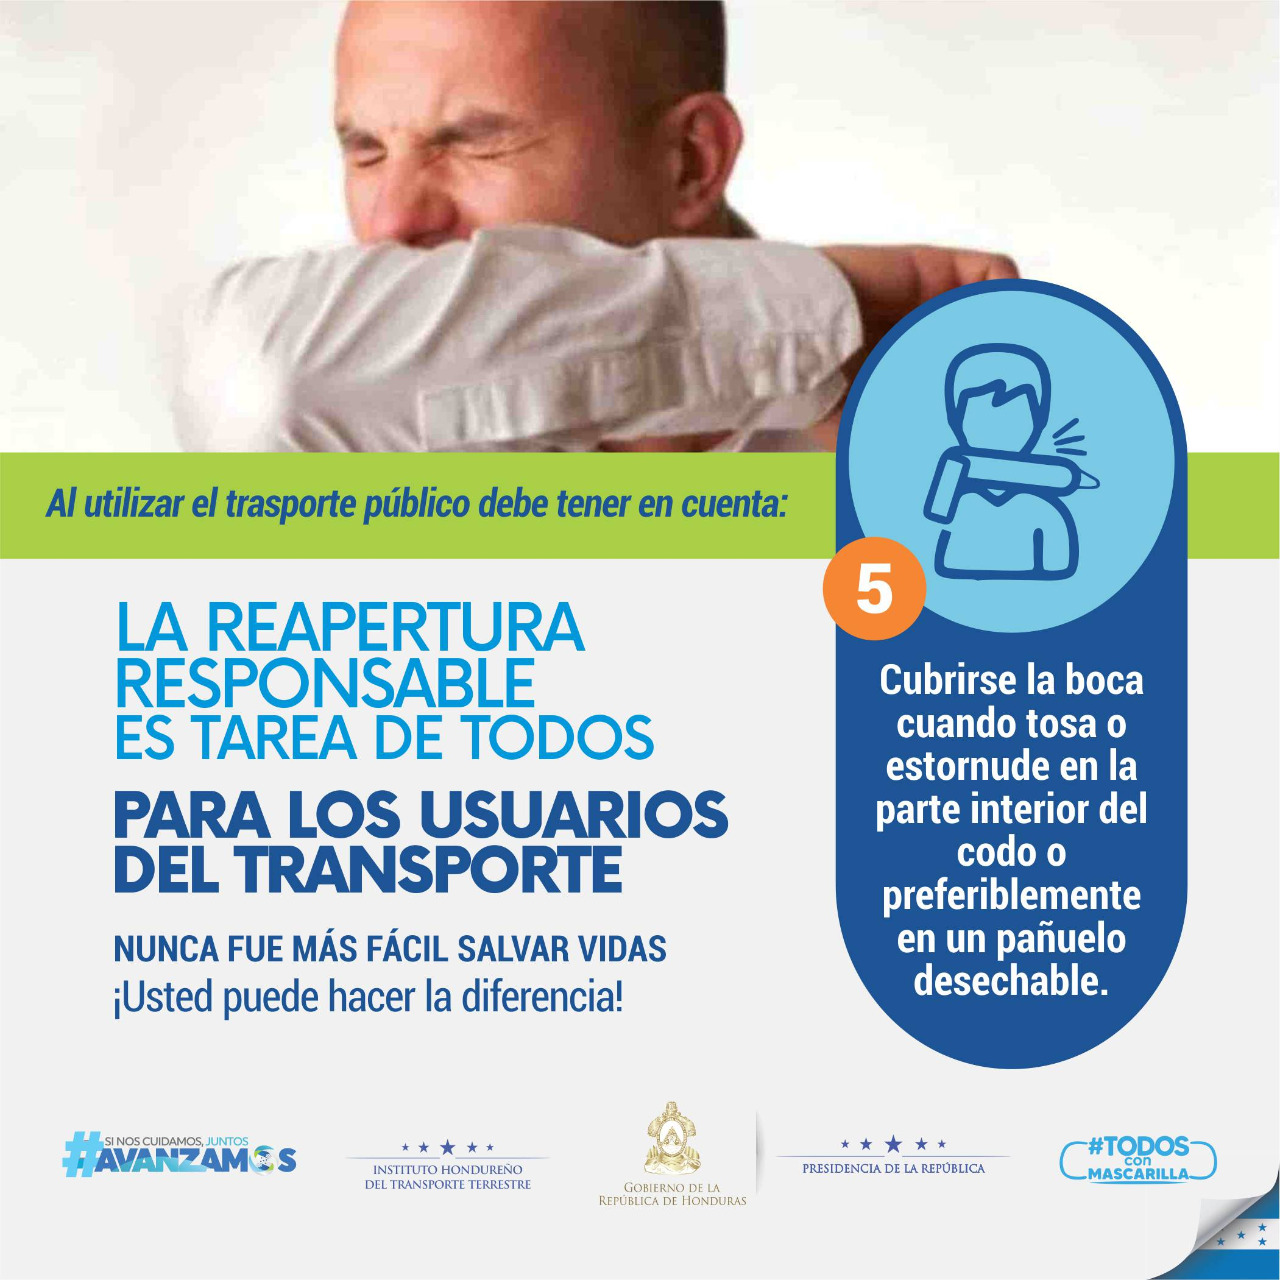 Al utilizar el trasporte público debe tener en cuenta:
LA REAPERTURA
RESPONSABLE
ES TAREA DE TODOS
PARA LOS USUARIOS
DEL TRANSPORTE
NUNCA FUE MÁS FÁCIL SALVAR VIDAS
¡Usted puede hacer la diferencia!
5
Cubrirse la boca
cuando tosa o
estornude en la
parte interior del
codo o
preferiblemente
en un pañuelo
desechable.
SI NOS CUIDAMOS, JUNTOS
#AVANZAMOS
INSTITUTO HONDUREÑO
DEL TRANSPORTE TERRESTRE
GOBIERNO DE LA
REPÚBLICA DE HONDURAS
PRESIDENCIA DE LA REPÚBLICA
#TODOS
con
MASCARILLA